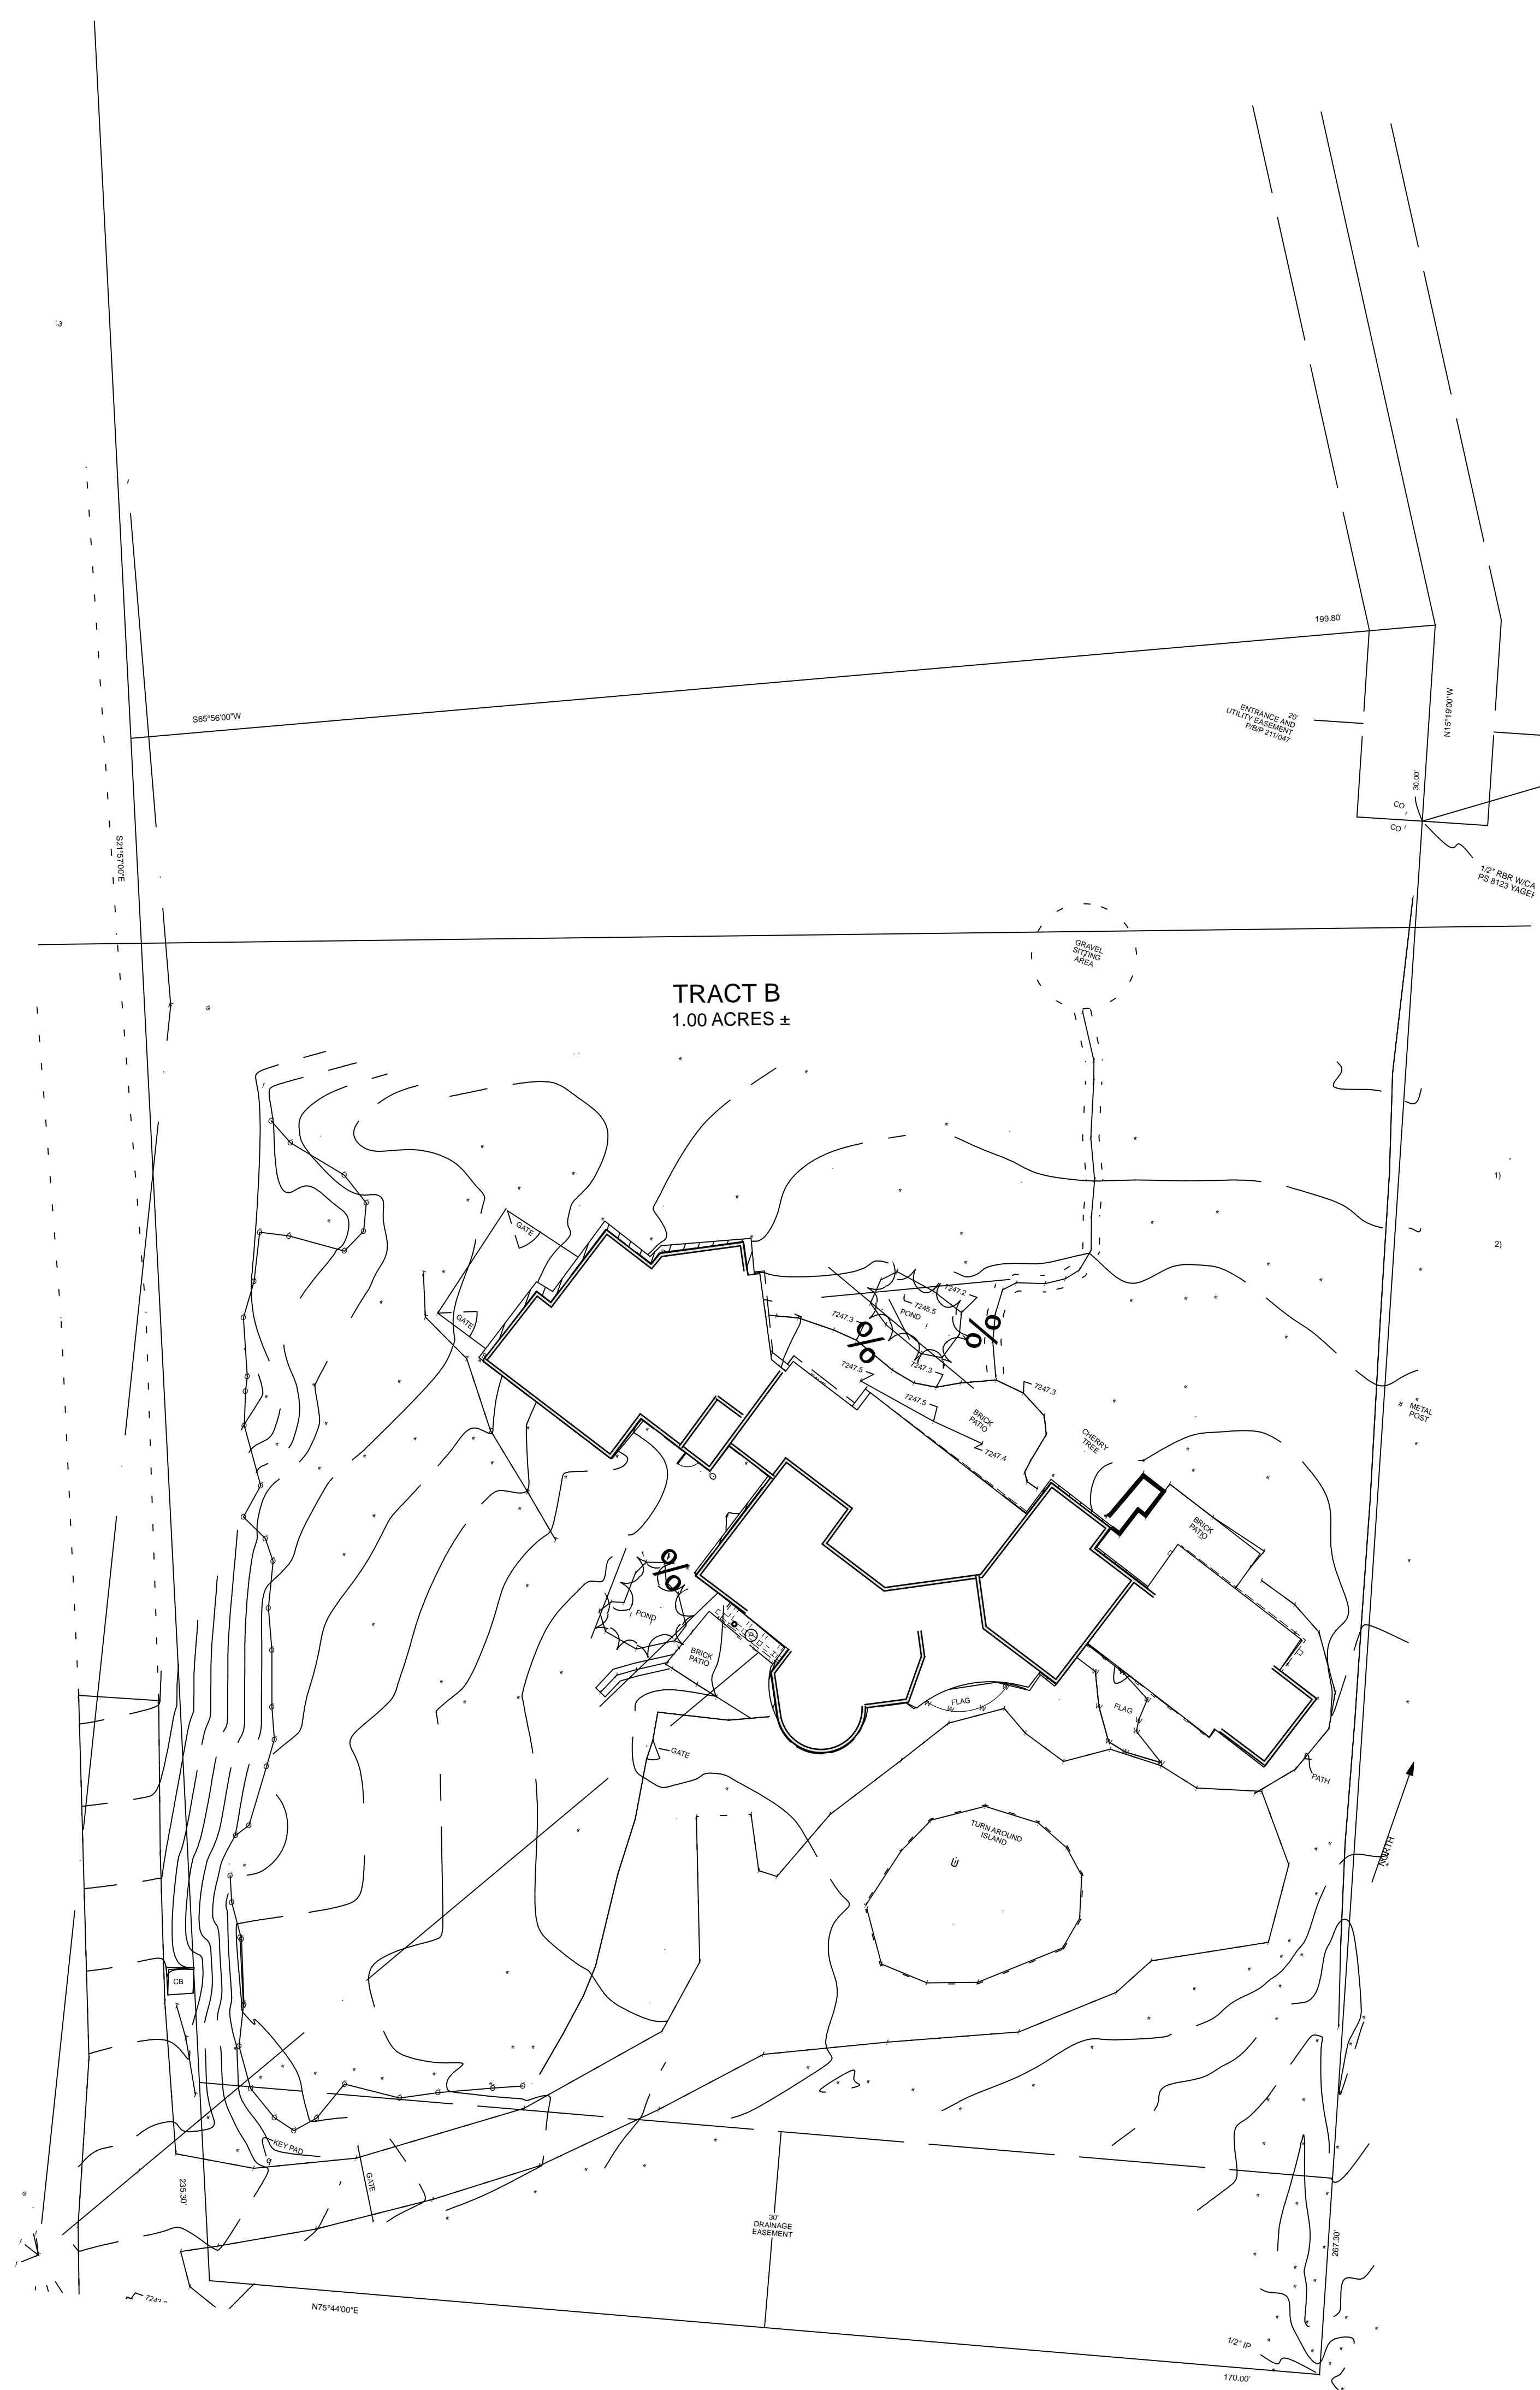 199.80'
S65°56'00"W
20'
ENTRANCE AND
UTILITY EASEMENT
P/B/P 211/047
N15°19'00"W
30.00'
CO
CO
1/2" RBR W/CA
PS 8123 YAGER
S21°57'00"E
GRAVEL
SITTING
AREA
TRACT B
1.00 ACRES ±
1)
2)
GATE
GATE
7247.2
7245.5
POND
7247.3
%
%
7247.5
7247.3
7247.3
7247.5
BRICK
PATIO
7247.4
CHERRY
TREE
METAL
POST
BRICK
PATIO
%
POND
BRICK
PATIO
FLAG
FLAG
GATE
PATH
TURN AROUND
ISLAND
NORTH
CB
KEY PAD
GATE
235.30'
30'
DRAINAGE
EASEMENT
267.30'
N75°44'00"E
1/2" IP
170.00'